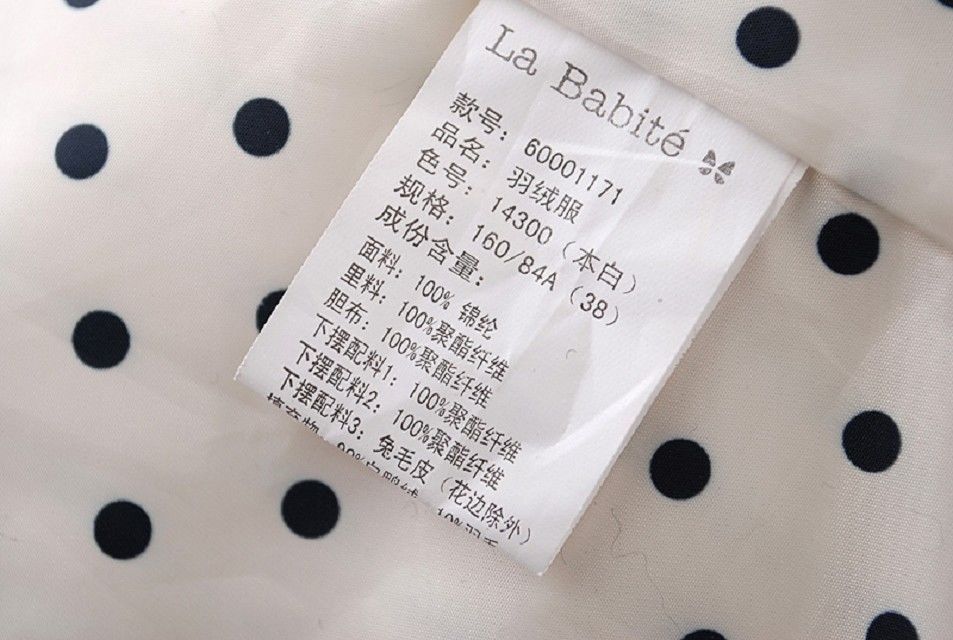 La Babité
款号: 60001171
品名: 羽绒服
色号: 14300（本白）
规格: 160/84A（38）
成份含量:
面料: 100% 锦纶
里料: 100%聚酯纤维
胆布: 100%聚酯纤维
下摆配料1: 100%聚酯纤维
下摆配料2: 100%聚酯纤维
下摆配料3: 兔毛皮（花边除外）